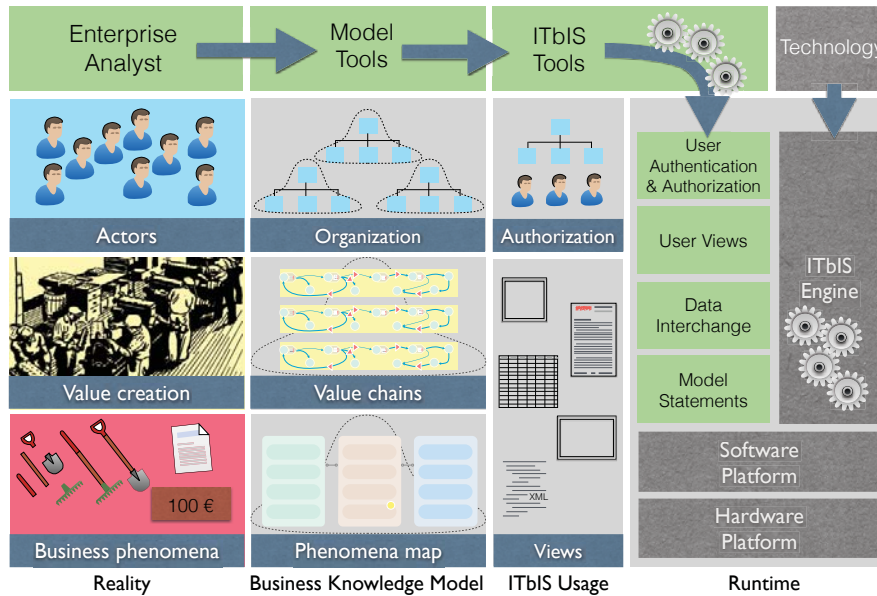 Enterprise
Analyst
Model
Tools
ITbIS
Tools
Technology
Actors
Organization
Authorization
User
Authentication
& Authorization
User Views
Data
Interchange
Model
Statements
ITbIS
Engine
Value creation
Value chains
XML
100 €
Software
Platform
Hardware
Platform
Business phenomena
Phenomena map
Views
Reality
Business Knowledge Model
ITbIS Usage
Runtime